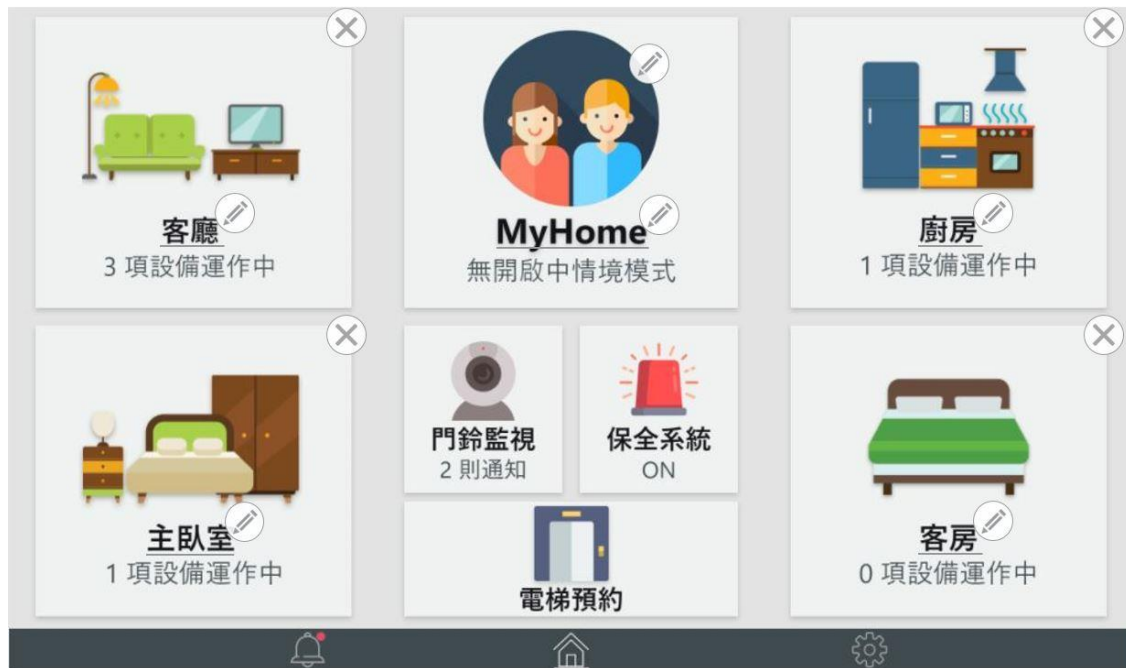 客廳
3 項設備運作中
MyHome
無開啟中情境模式
廚房
1 項設備運作中
主臥室
1 項設備運作中
門鈴監視
2 則通知
保全系統
ON
電梯預約
客房
0 項設備運作中